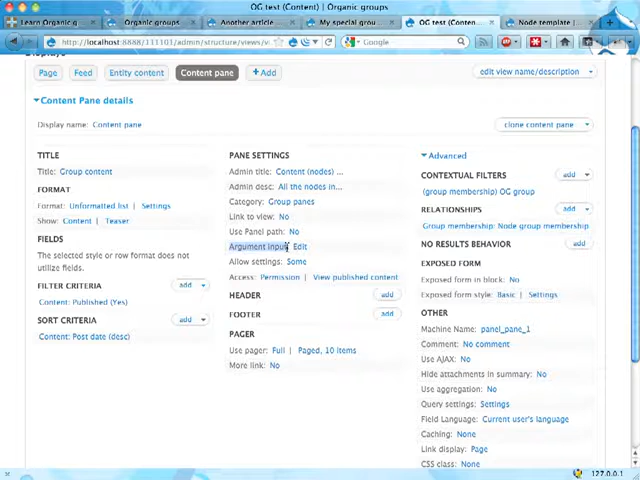 OG test (Content) | Organic groups
Learn Organic g...
Organic groups
Another article...
My special grou...
OG test (Conten...
Node template |...
http://localhost:8888/111101/admin/structure/views/v
Google
Page
Feed
Entity content
Content pane
+ Add
edit view name/description
Content Pane details
Display name: Content pane
clone content pane
TITLE
Title: Group content
FORMAT
Format: Unformatted list | Settings
Show: Content | Teaser
FIELDS
The selected style or row format does not
utilize fields.
FILTER CRITERIA
add
Content: Published (Yes)
SORT CRITERIA
add
Content: Post date (desc)
PANE SETTINGS
Admin title: Content (nodes) ...
Admin desc: All the nodes in...
Category: Group panes
Link to view: No
Use Panel path: No
Argument input: Edit
Allow settings: Some
Access: Permission | View published content
HEADER
add
FOOTER
add
PAGER
Use pager: Full | Paged, 10 items
More link: No
Advanced
CONTEXTUAL FILTERS
add
(group membership) OG group
RELATIONSHIPS
add
Group membership: Node group membership
NO RESULTS BEHAVIOR
add
EXPOSED FORM
Exposed form in block: No
Exposed form style: Basic | Settings
OTHER
Machine Name: panel_pane_1
Comment: No comment
Use AJAX: No
Hide attachments in summary: No
Use aggregation: No
Query settings: Settings
Field Language: Current user's language
Caching: None
Link display: Page
CSS class: None
127.0.0.1